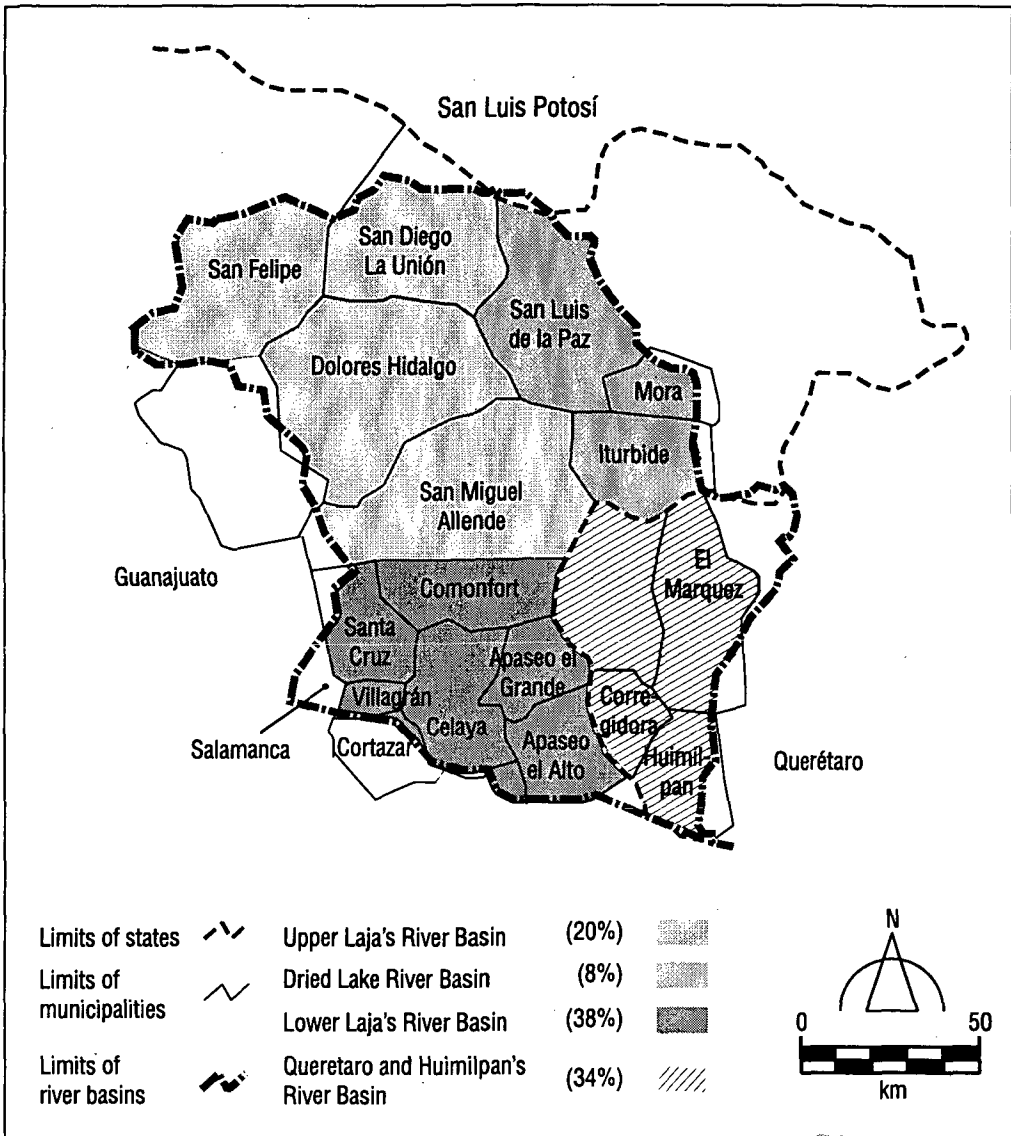 San Luis Potosí
San Diego
La Unión
San Felipe
San Luis
de la Paz
Dolores Hidalgo
Mora
Iturbide
San Miguel
Allende
El
Marquez
Guanajuato
Comonfort
Santa
Cruz
Apaseo el
Grande
Villagrán
Corre-
gidora
Celaya
Salamanca
Cortazar
Apaseo
el Alto
Huimil
pan
Querétaro
Limits of states
Upper Laja's River Basin (20%)
Limits of
municipalities
Dried Lake River Basin (8%)
Lower Laja's River Basin (38%)
Limits of
river basins
Queretaro and Huimilpan's
River Basin (34%)
N
0 50
km